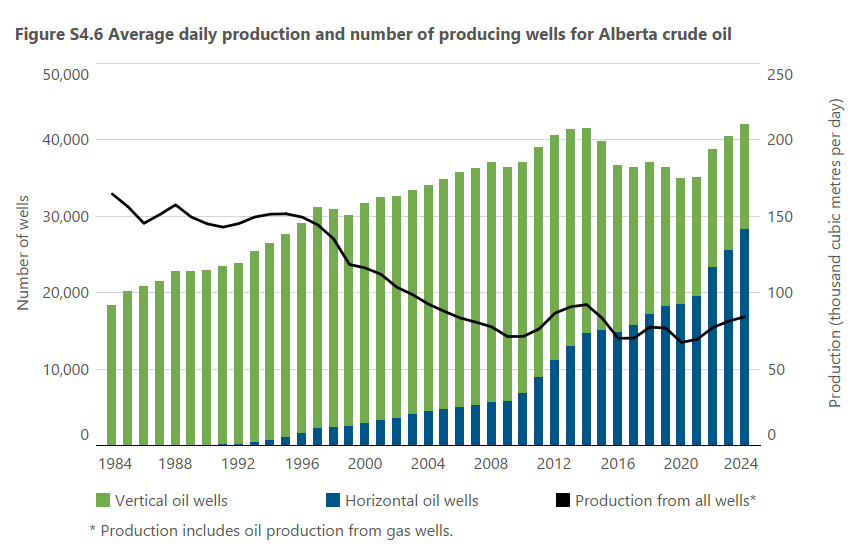 Figure S4.6 Average daily production and number of producing wells for Alberta crude oil
50,000
40,000
30,000
20,000
10,000
0
Number of wells
250
200
150
100
50
0
Production (thousand cubic metres per day)
1984 1988 1992 1996 2000 2004 2008 2012 2016 2020 2024
Vertical oil wells Horizontal oil wells Production from all wells*
* Production includes oil production from gas wells.